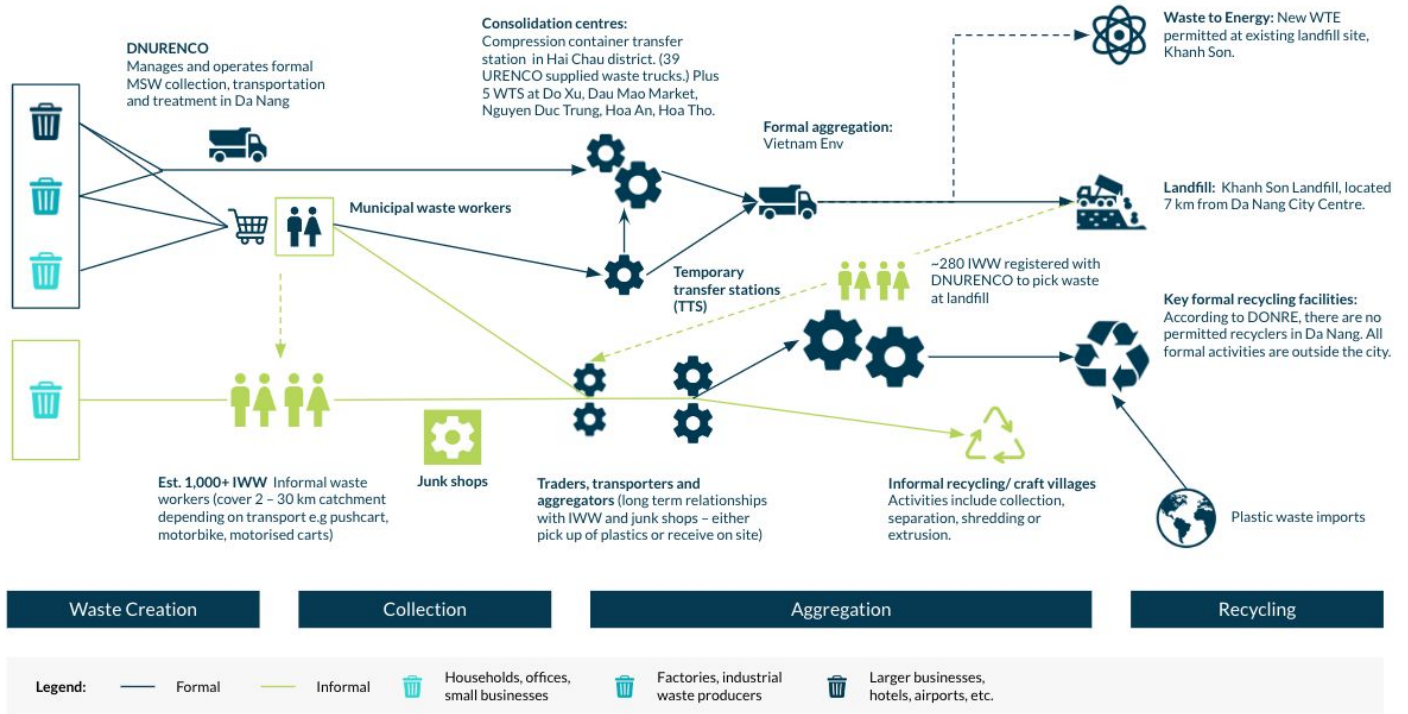 DNURENCO
Manages and operates formal
MSW collection, transportation
and treatment in Da Nang
Consolidation centres:
Compression container transfer
station in Hai Chau district. (39
URENCO supplied waste trucks.) Plus
5 WTS at Do Xu, Dau Mao Market,
Nguyen Duc Trung, Hoa An, Hoa Tho.
Formal aggregation:
Vietnam Env
Waste to Energy: New WTE
permitted at existing landfill site,
Khanh Son.
Municipal waste workers
Landfill: Khanh Son Landfill, located
7 km from Da Nang City Centre.
Temporary
transfer stations
(TTS)
~280 IWW registered with
DNURENCO to pick waste
at landfill
Key formal recycling facilities:
According to DONRE, there are no
permitted recyclers in Da Nang. All
formal activities are outside the city.
Est. 1,000+ IWW Informal waste
workers (cover 2 – 30 km catchment
depending on transport e.g pushcart,
motorbike, motorised carts)
Junk shops
Traders, transporters and
aggregators (long term relationships
with IWW and junk shops – either
pick up of plastics or receive on site)
Informal recycling/ craft villages
Activities include collection,
separation, shredding or
extrusion.
Plastic waste imports
Waste Creation
Collection
Aggregation
Recycling
Legend:
Formal
Informal
Households, offices,
small businesses
Factories, industrial
waste producers
Larger businesses,
hotels, airports, etc.